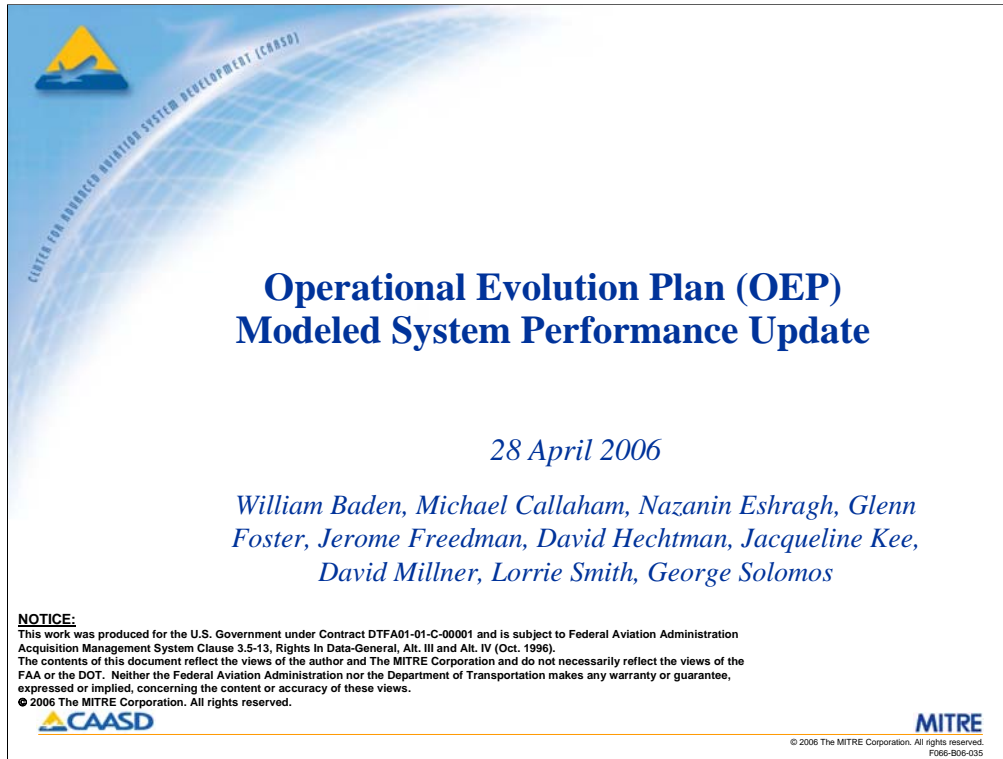 CENTER FOR ADVANCED AVIATION SYSTEM DEVELOPMENT (CAASD)
Operational Evolution Plan (OEP)
Modeled System Performance Update
28 April 2006
William Baden, Michael Callaham, Nazanin Eshragh, Glenn
Foster, Jerome Freedman, David Hechtman, Jacqueline Kee,
David Millner, Lorrie Smith, George Solomos
NOTICE:
This work was produced for the U.S. Government under Contract DTFA01-01-C-00001 and is subject to Federal Aviation Administration
Acquisition Management System Clause 3.5-13, Rights In Data-General, Alt. III and Alt. IV (Oct. 1996).
The contents of this document reflect the views of the author and The MITRE Corporation and do not necessarily reflect the views of the
FAA or the DOT. Neither the Federal Aviation Administration nor the Department of Transportation makes any warranty or guarantee,
expressed or implied, concerning the content or accuracy of these views.
© 2006 The MITRE Corporation. All rights reserved.
CAASD
MITRE
© 2006 The MITRE Corporation. All rights reserved.
F066-B06-035